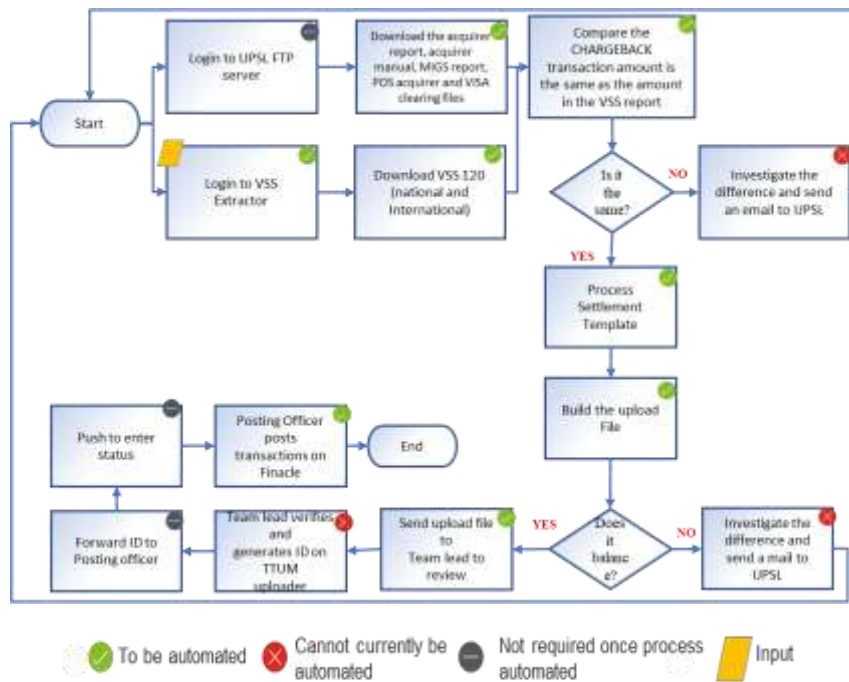 Start
Login to UPSL FTP
server
Download the acquirer
report, acquirer
manual, MIGS report,
POS acquirer and VISA
clearing files
Compare the
CHARGEBACK
transaction amount is
the same as the amount
in the VSS report
Login to VSS
Extractor
Download VSS 120
(national and
International)
Is it
the
same?
NO
Investigate the
difference and send
an email to UPSL
YES
Process
Settlement
Template
Build the upload
File
Push to enter
status
Posting Officer
posts
transactions on
Finacle
End
Forward ID to
Posting officer
Team lead verifies
and
generates ID on
TTUM
uploader
Send upload file
to
Team lead to
review
YES
Does
it
balanc
e?
NO
Investigate the
difference and
send a mail to
UPSL
To be automated
Cannot currently be
automated
Not required once process
automated
Input